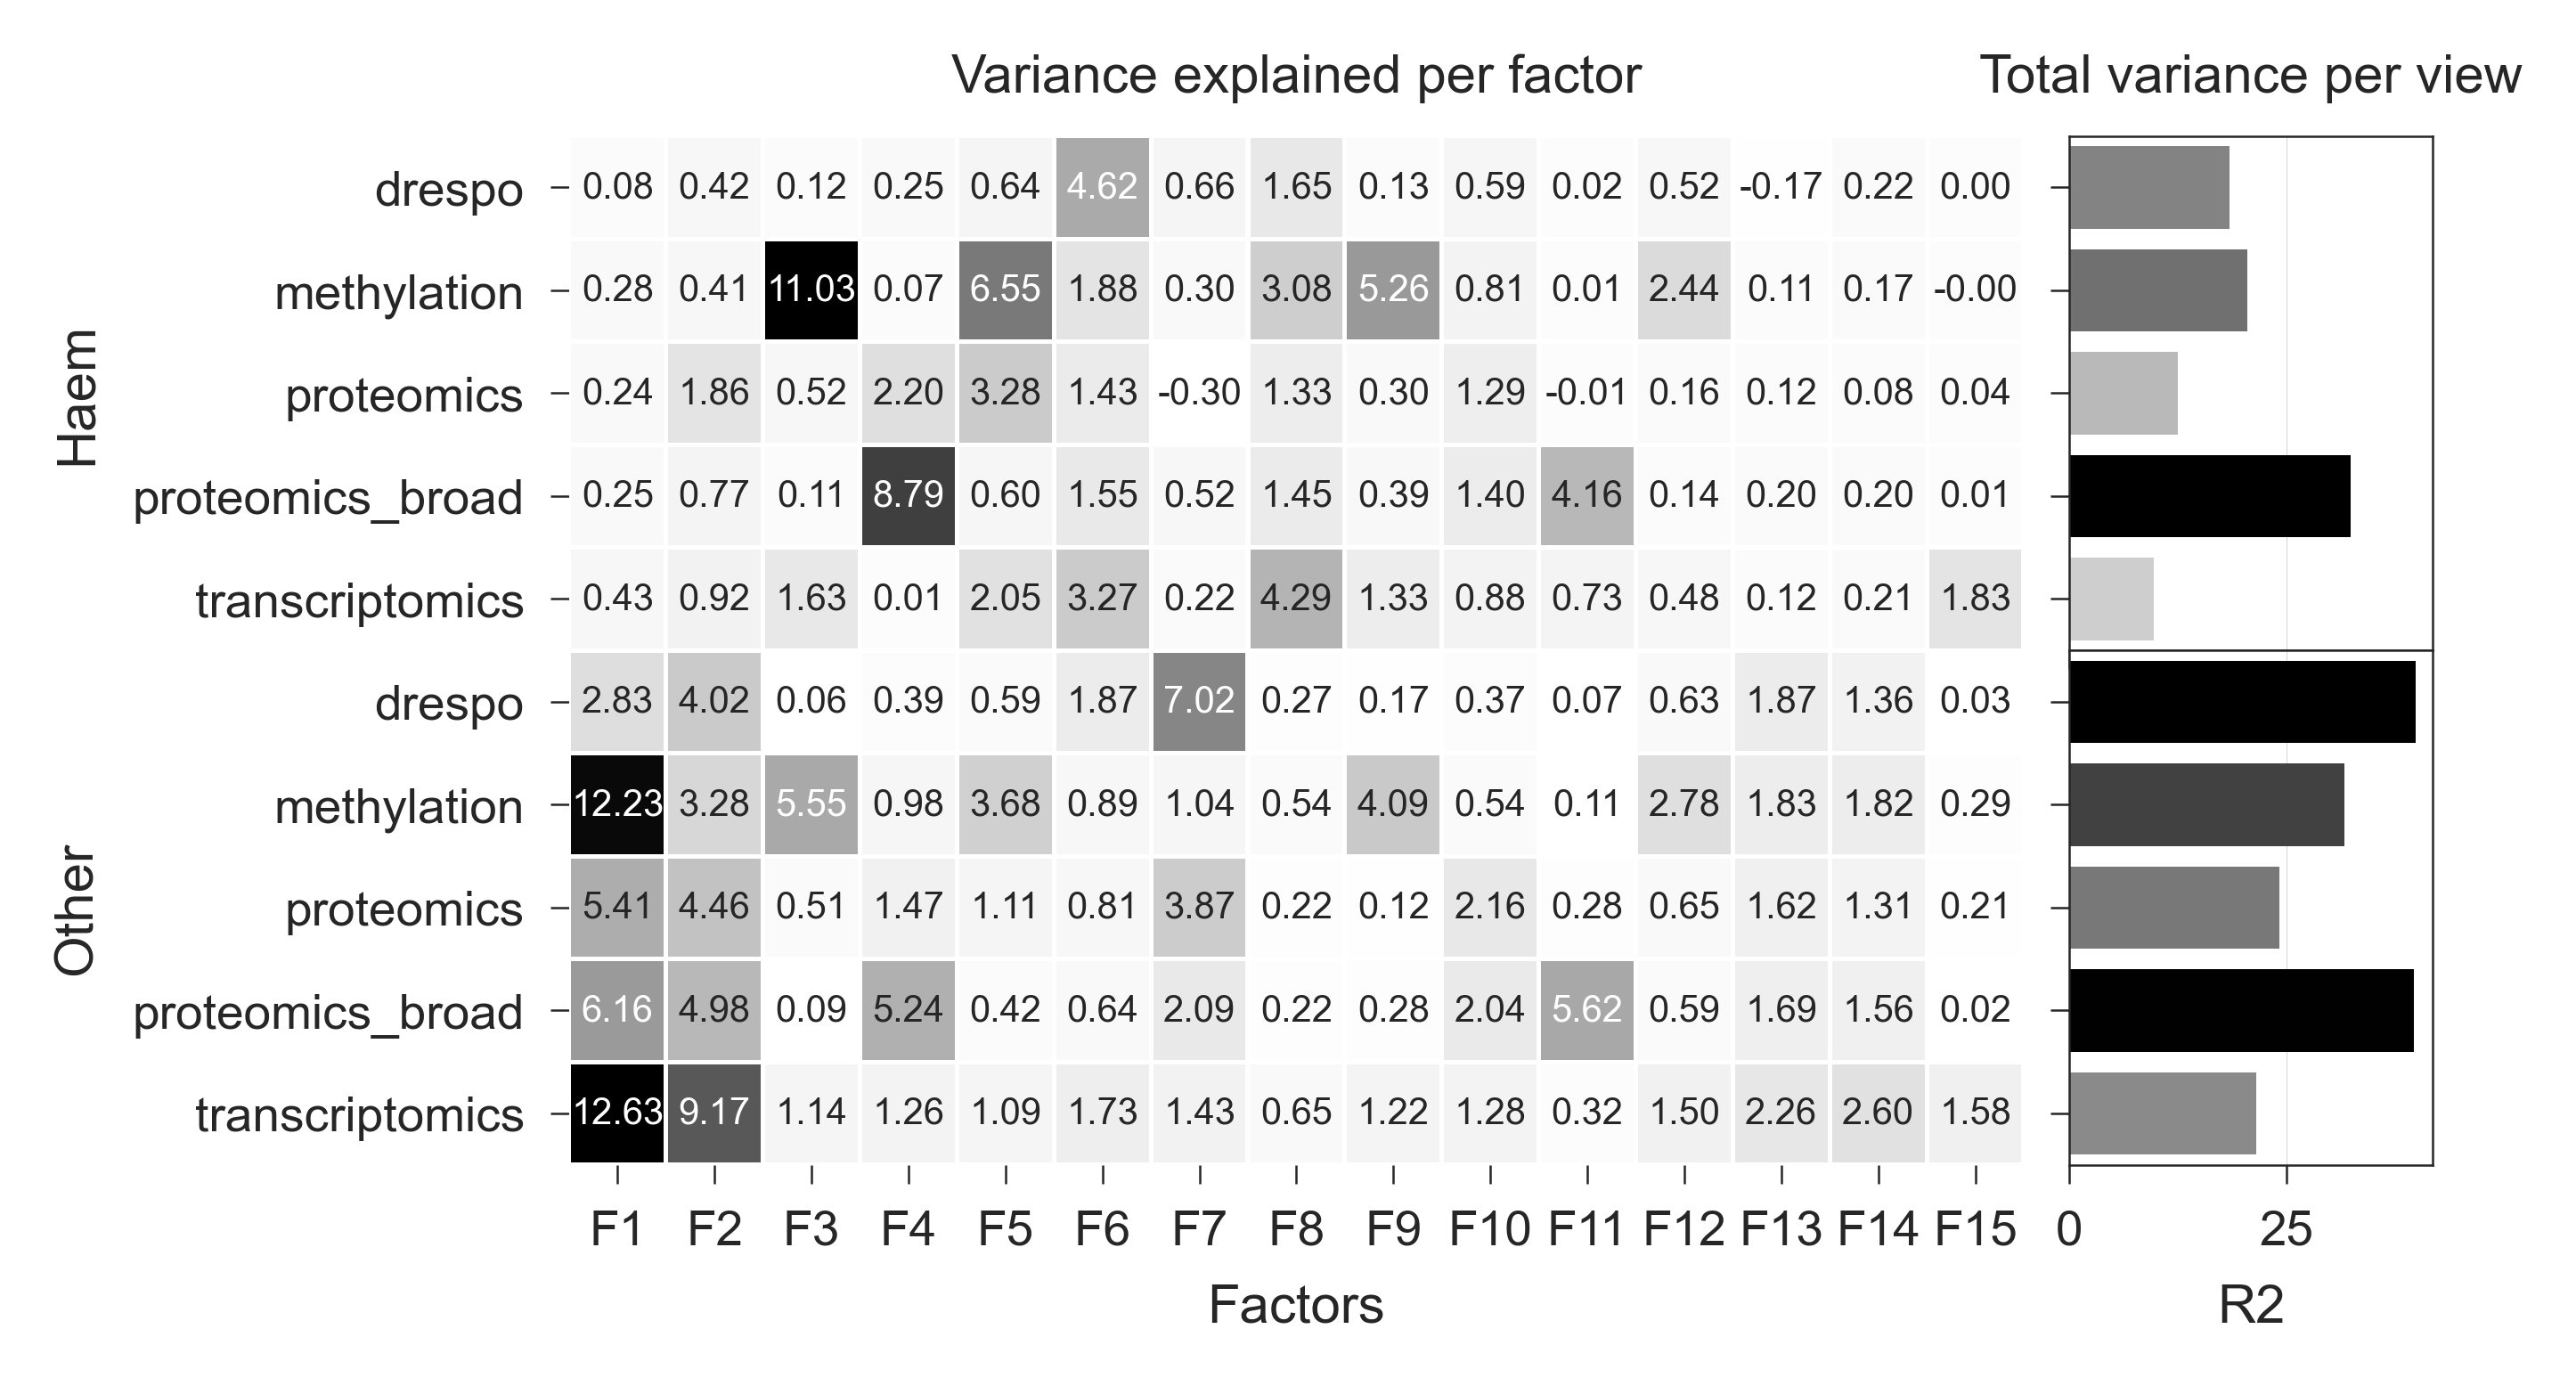 Variance explained per factor
Total variance per view
Haem
drespo 0.08 0.42 0.12 0.25 0.64 4.62 0.66 1.65 0.13 0.59 0.02 0.52 -0.17 0.22 0.00
methylation 0.28 0.41 11.03 0.07 6.55 1.88 0.30 3.08 5.26 0.81 0.01 2.44 0.11 0.17 -0.00
proteomics 0.24 1.86 0.52 2.20 3.28 1.43 -0.30 1.33 0.30 1.29 -0.01 0.16 0.12 0.08 0.04
proteomics_broad 0.25 0.77 0.11 8.79 0.60 1.55 0.52 1.45 0.39 1.40 4.16 0.14 0.20 0.20 0.01
transcriptomics 0.43 0.92 1.63 0.01 2.05 3.27 0.22 4.29 1.33 0.88 0.73 0.48 0.12 0.21 1.83
Other
drespo 2.83 4.02 0.06 0.39 0.59 1.87 7.02 0.27 0.17 0.37 0.07 0.63 1.87 1.36 0.03
methylation 12.23 3.28 5.55 0.98 3.68 0.89 1.04 0.54 4.09 0.54 0.11 2.78 1.83 1.82 0.29
proteomics 5.41 4.46 0.51 1.47 1.11 0.81 3.87 0.22 0.12 2.16 0.28 0.65 1.62 1.31 0.21
proteomics_broad 6.16 4.98 0.09 5.24 0.42 0.64 2.09 0.22 0.28 2.04 5.62 0.59 1.69 1.56 0.02
transcriptomics 12.63 9.17 1.14 1.26 1.09 1.73 1.43 0.65 1.22 1.28 0.32 1.50 2.26 2.60 1.58
F1 F2 F3 F4 F5 F6 F7 F8 F9 F10 F11 F12 F13 F14 F15
0 25
Factors
R2